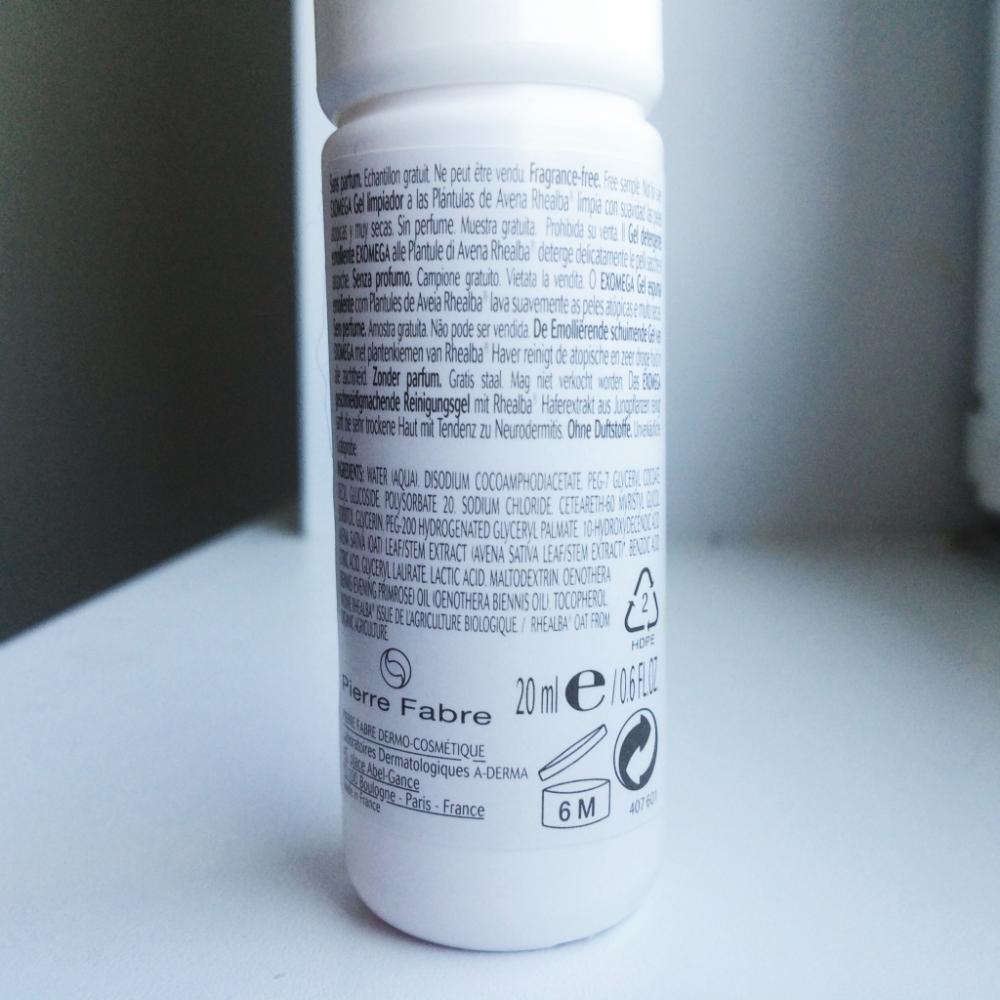 Sans parfum. Echantillon gratuit. Ne peut être vendu. Fragrance-free. Free sample. Not
EXOMEGA Gel limpiador a las Plántulas de Avena Rhealba® limpia con suavidad las
y muy secas. Sin perfume. Muestra gratuita. Prohibida su venta. Il Gel detergente
emolliente EXOMEGA alle Plantule di Avena Rhealba® deterge delicatamente le pelli secche
atopiche. Senza profumo. Campione gratuito. Vietata la vendita. O EXOMEGA Gel
emoliente com Plântulas de Aveia Rhealba® lava suavemente as peles atópicas e muito secas.
Sem perfume. Amostra gratuita. Não pode ser vendida. De Emolliërende schuimende Gel van
EXOMEGA met plantenkiemen van Rhealba® Haver reinigt de atopische en zeer droge huid
zachtheid. Zonder parfum. Gratis staal. Mag niet verkocht worden. Das EXOMEGA
geschmeidigmachende Reinigungsgel mit Rhealba® Haferextrakt aus Jungpflanzen
sanft die sehr trockene Haut mit Tendenz zu Neurodermitis. Ohne Duftstoffe.
INGREDIENTS: WATER (AQUA). DISODIUM COCOAMPHODIACETATE. PEG-7 GLYCERYL COCOATE.
GLUCOSIDE. POLYSORBATE 20. SODIUM CHLORIDE. CETEARETH-60 MYRISTYL GLYCOL.
SORBITOL. GLYCERIN. PEG-200 HYDROGENATED GLYCERYL PALMATE. 10-HYDROXYDECENOIC ACID.
AVENA SATIVA (OAT) LEAF/STEM EXTRACT (AVENA SATIVA LEAF/STEM EXTRACT)*. BENZOIC ACID.
CITRIC ACID. GLYCERYL LAURATE. LACTIC ACID. MALTODEXTRIN. OENOTHERA
BIENNIS (EVENING PRIMROSE) OIL (OENOTHERA BIENNIS OIL). TOCOPHEROL.
RHEALBA® ISSUE DE L'AGRICULTURE BIOLOGIQUE. / RHEALBA® OAT FROM
ORGANIC AGRICULTURE.
2
HDPE
Pierre Fabre
20 ml e / 0.6 FL.OZ.
PIERRE FABRE DERMO-COSMÉTIQUE
Laboratoires Dermatologiques A-DERMA
place Abel-Gance
Boulogne - Paris - France
Made in France
6 M